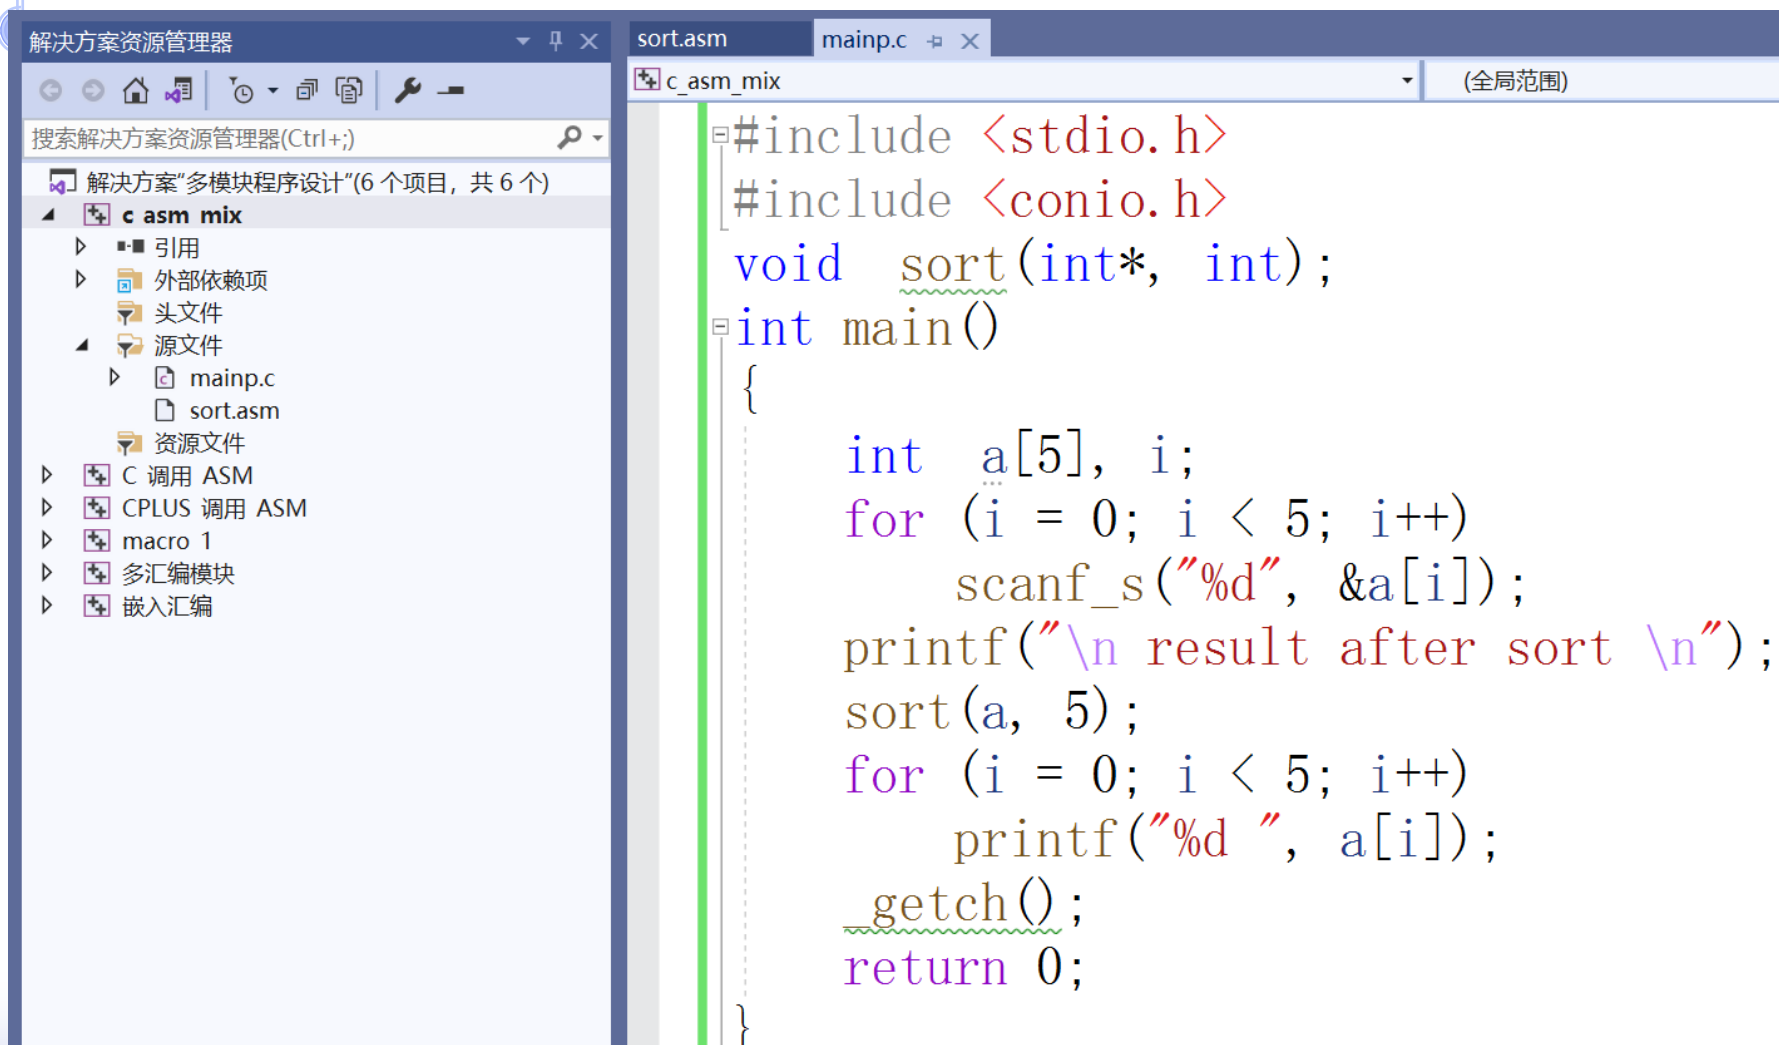 解决方案资源管理器
搜索解决方案资源管理器(Ctrl+;)
解决方案"多模块程序设计"(6 个项目，共 6 个)
c_asm_mix
引用
外部依赖项
头文件
源文件
mainp.c
sort.asm
资源文件
C 调用 ASM
CPLUS 调用 ASM
macro 1
多汇编模块
嵌入汇编
sort.asm mainp.c
c_asm_mix (全局范围)
#include <stdio.h>
#include <conio.h>
void  sort(int*, int);
int main()
{
    int  a[5], i;
    for (i = 0; i < 5; i++)
        scanf_s("%d", &a[i]);
    printf("\n result after sort \n");
    sort(a, 5);
    for (i = 0; i < 5; i++)
        printf("%d ", a[i]);
    _getch();
    return 0;
}